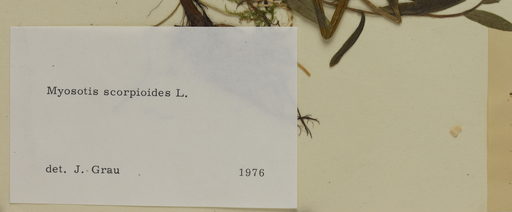 Myosotis scorpioides L.
det. J. Grau 1976